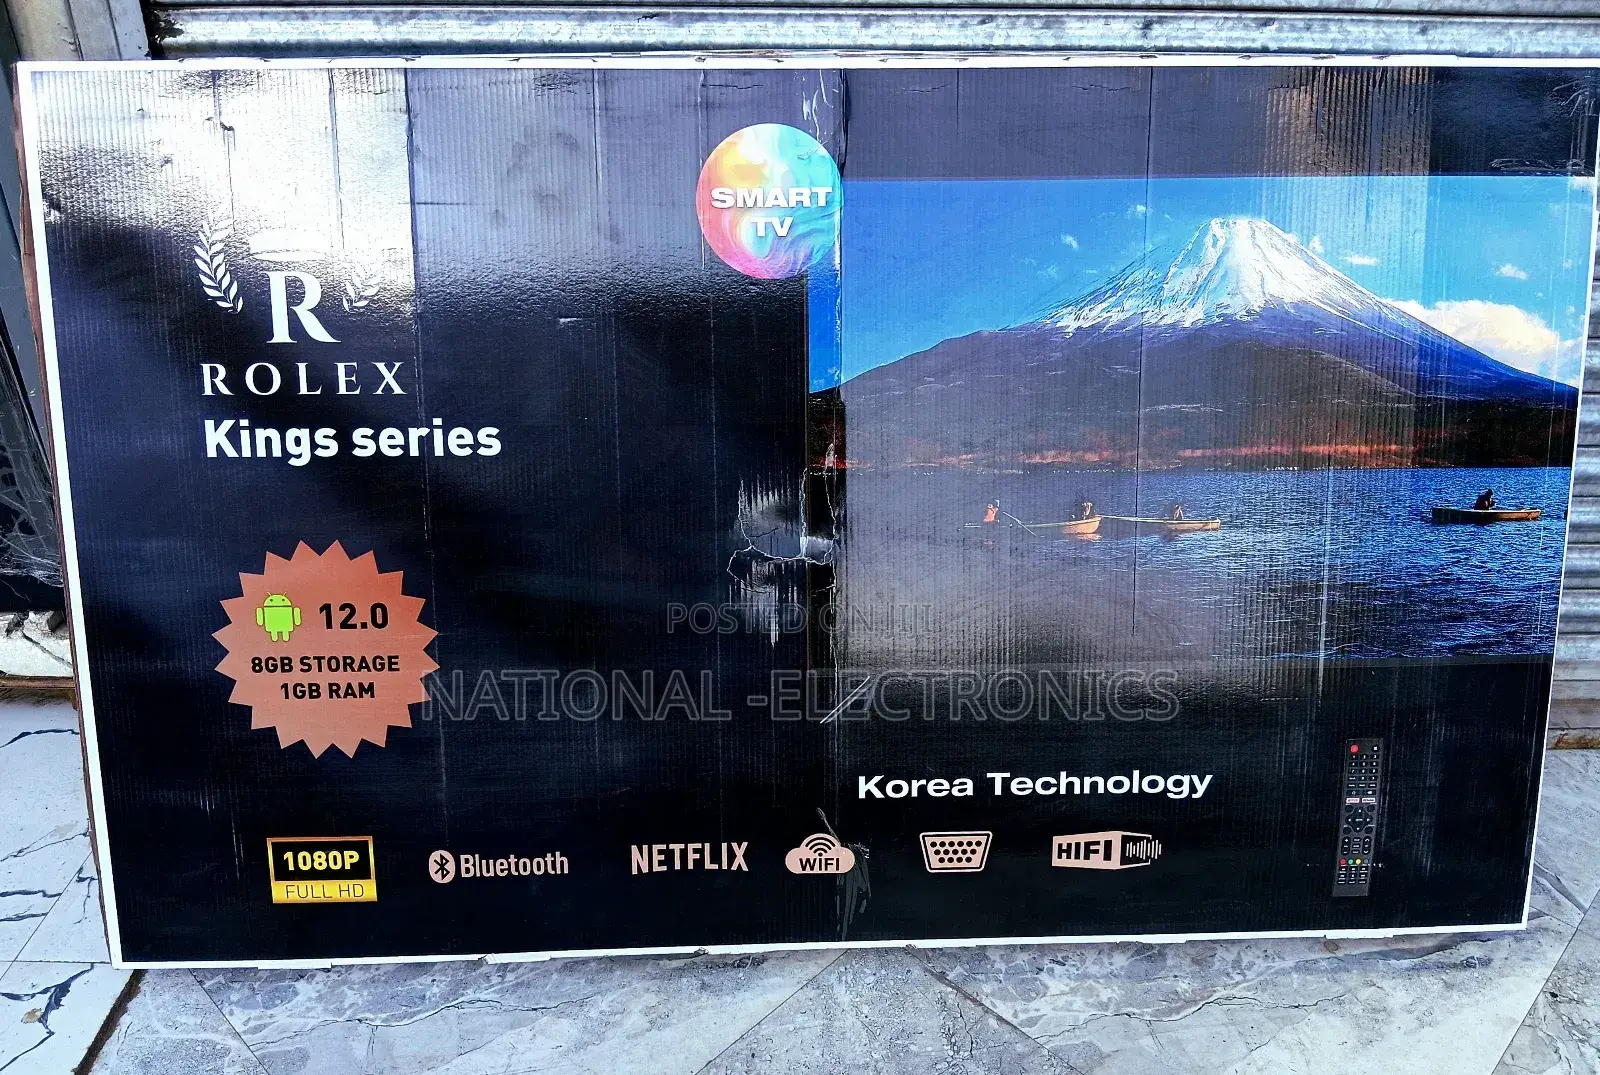 SMART
TV
R
ROLEX
Kings series
12.0
8GB STORAGE
1GB RAM
POSTED ON JIJI
NATIONAL -ELECTRONICS
Korea Technology
1080P
FULL HD
Bluetooth
NETFLIX
WiFi
HIFI